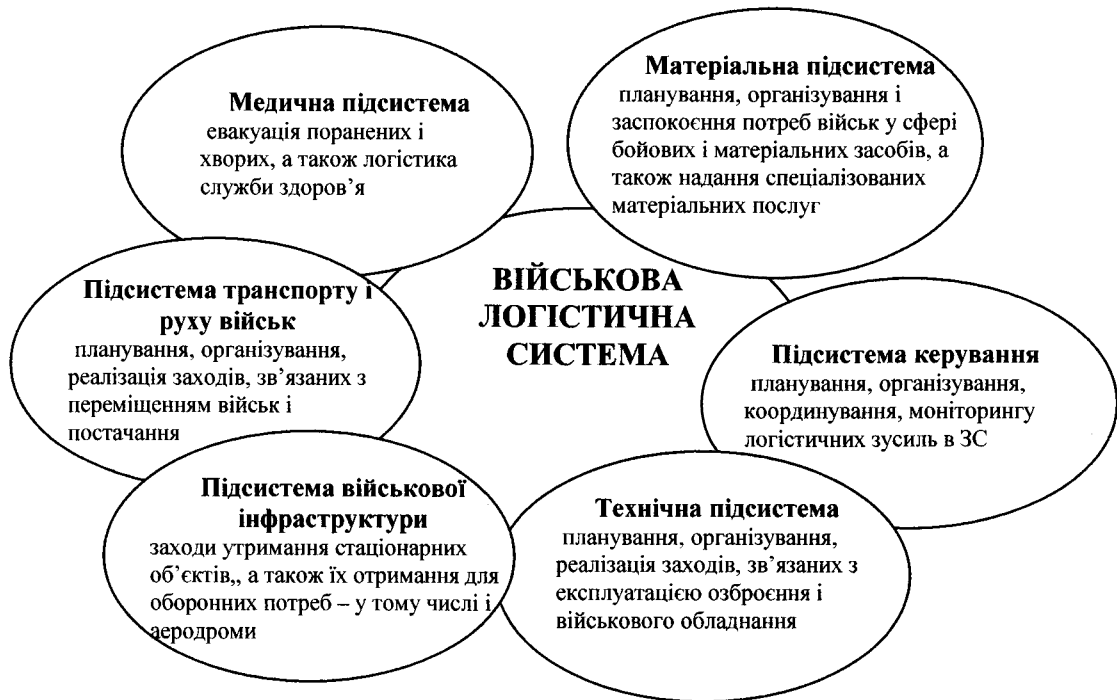 Медична підсистема
евакуація поранених і
хворих, а також логістика
служби здоров’я
Матеріальна підсистема
планування, організування і
заспокоєння потреб військ у сфері
бойових і матеріальних засобів, а
також надання спеціалізованих
матеріальних послуг
ВІЙСЬКОВА
ЛОГІСТИЧНА
СИСТЕМА
Підсистема транспорту і
руху військ
планування, організування,
реалізація заходів, зв’язаних з
переміщенням військ і
постачання
Підсистема керування
планування, організування,
координування, моніторингу
логістичних зусиль в ЗС
Підсистема військової
інфраструктури
заходи утримання стаціонарних
об’єктів,, а також їх отримання для
оборонних потреб – у тому числі і
аеродроми
Технічна підсистема
планування, організування,
реалізація заходів, зв’язаних з
експлуатацією озброєння і
військового обладнання